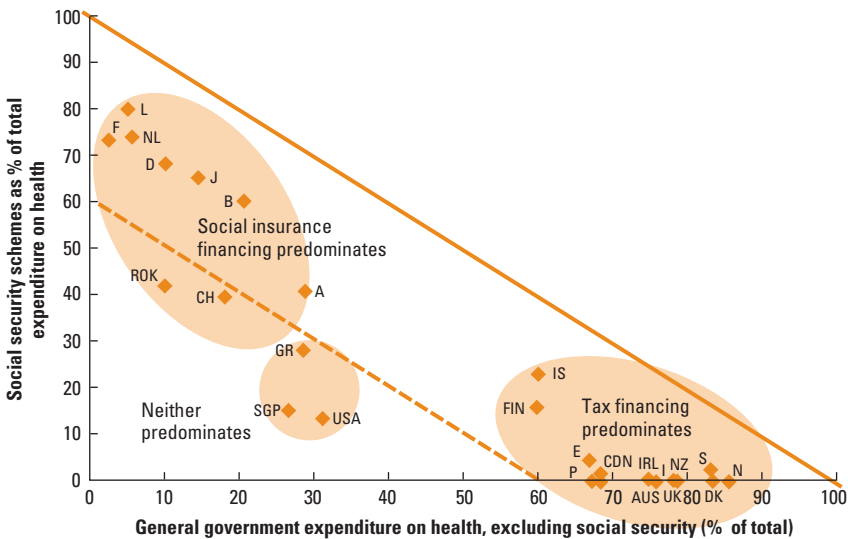 100
90
80
70
60
50
40
30
20
10
0
Social security schemes as % of total
expenditure on health
L
F
NL
D
J
B
Social insurance
financing predominates
ROK
CH
A
GR
SGP
USA
Neither
predominates
IS
FIN
Tax financing
predominates
E
P
CDN
IRL
I
NZ
S
N
AUS
UK
DK
0
10
20
30
40
50
60
70
80
90
100
General government expenditure on health, excluding social security (% of total)